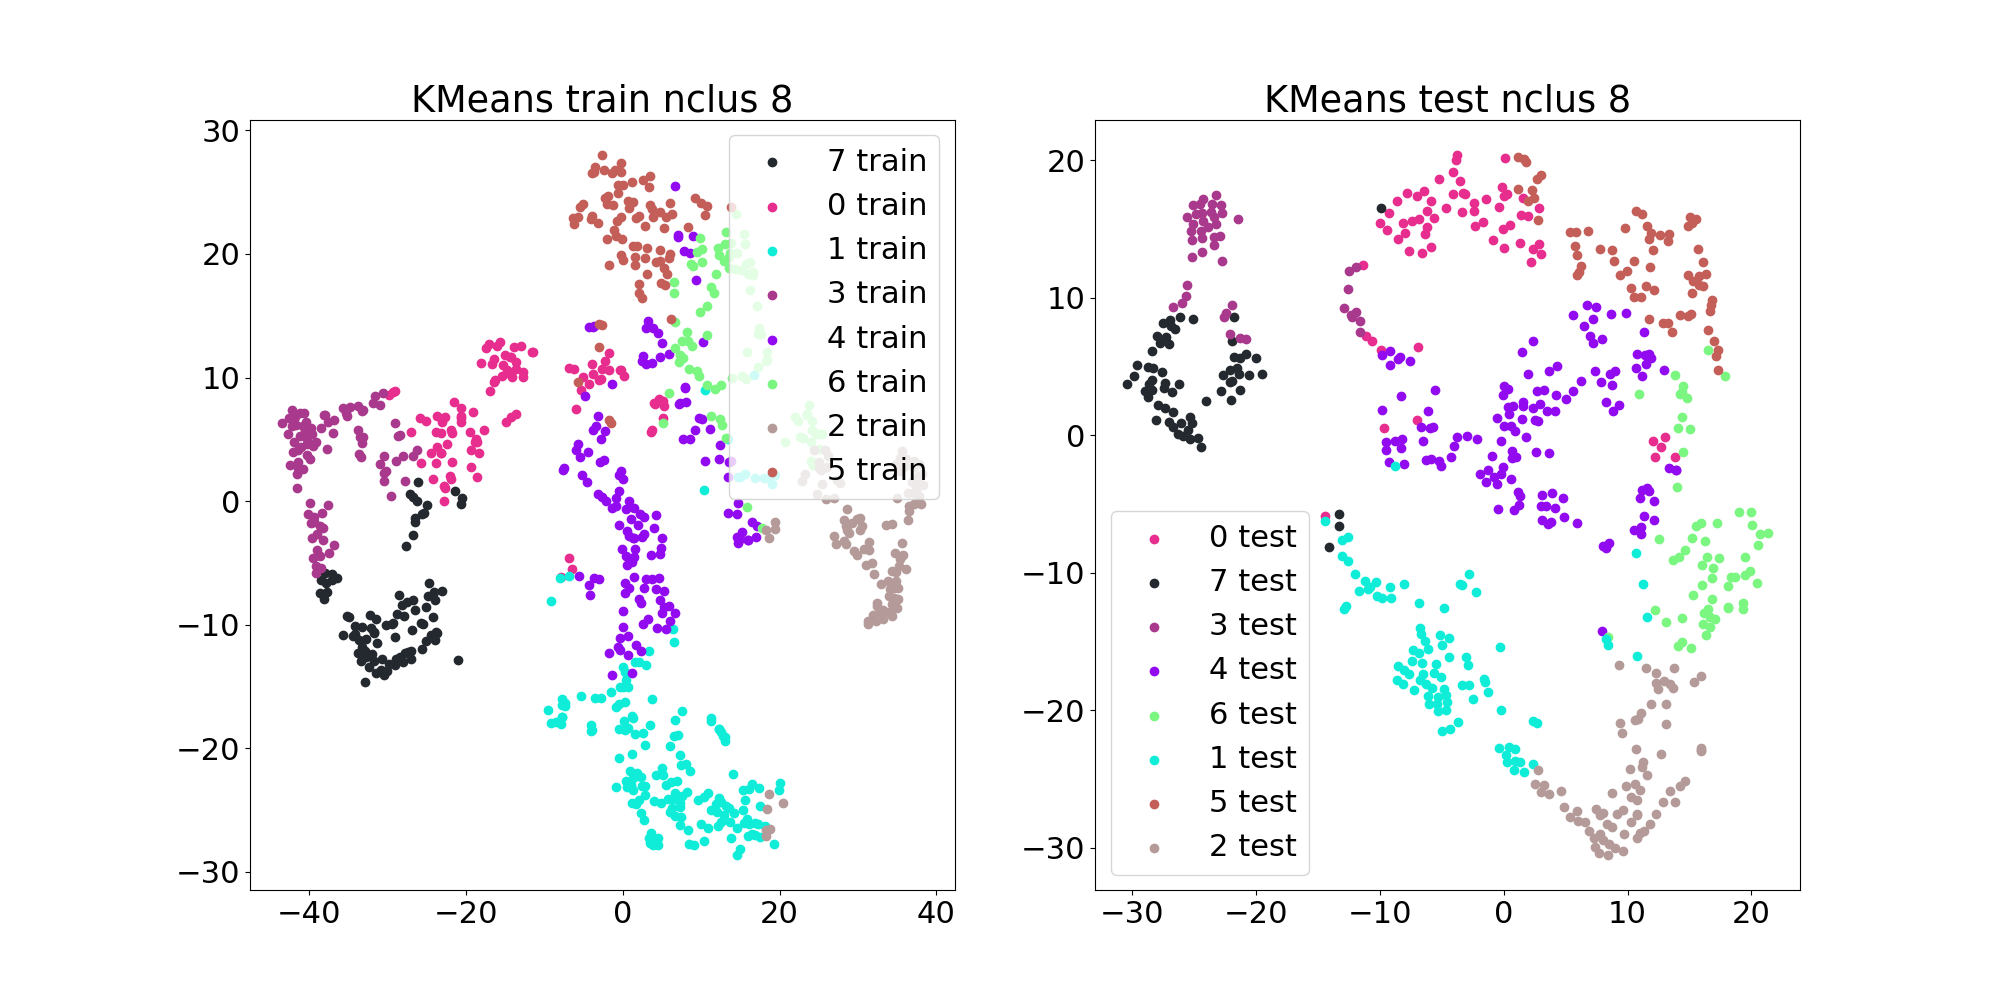 KMeans train nclus 8
30
20
10
0
−10
−20
−30
−40
−20
0
20
40
7 train
0 train
1 train
3 train
4 train
6 train
2 train
5 train
KMeans test nclus 8
20
10
0
−10
−20
−30
−30
−20
−10
0
10
20
0 test
7 test
3 test
4 test
6 test
1 test
5 test
2 test